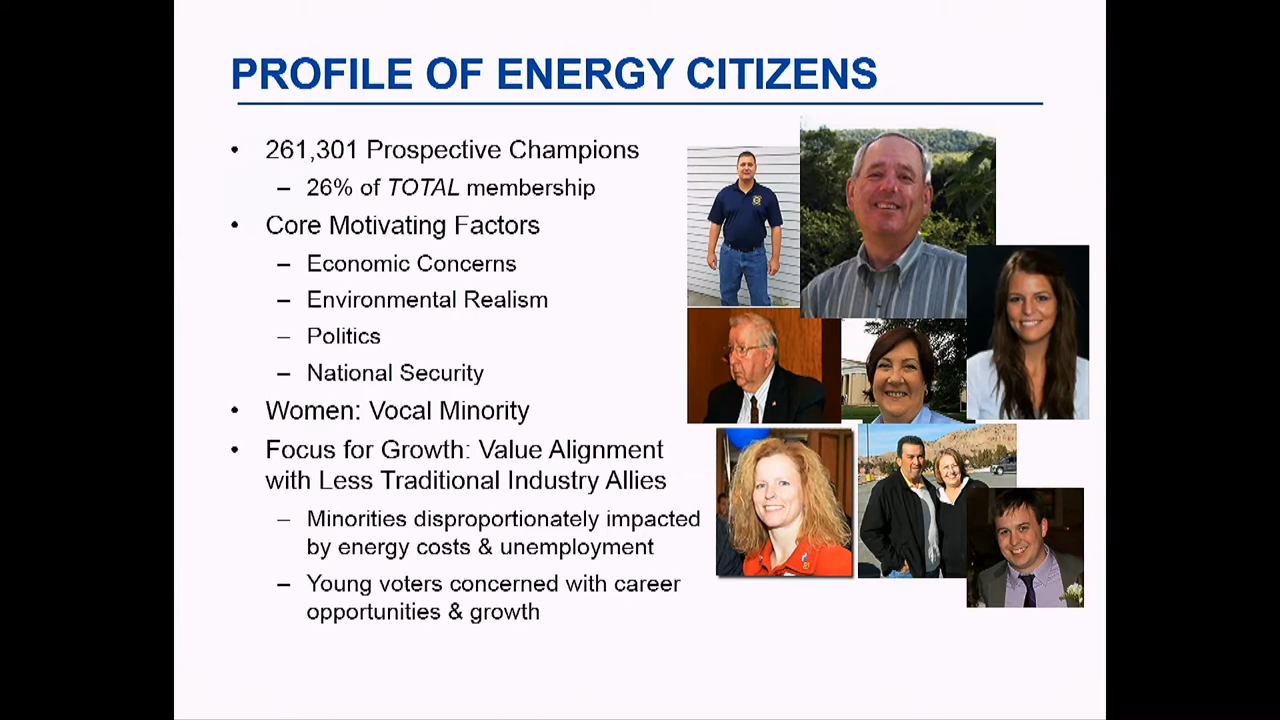 PROFILE OF ENERGY CITIZENS
• 261,301 Prospective Champions
– 26% of TOTAL membership
• Core Motivating Factors
– Economic Concerns
– Environmental Realism
– Politics
– National Security
• Women: Vocal Minority
• Focus for Growth: Value Alignment
with Less Traditional Industry Allies
– Minorities disproportionately impacted
by energy costs & unemployment
– Young voters concerned with career
opportunities & growth